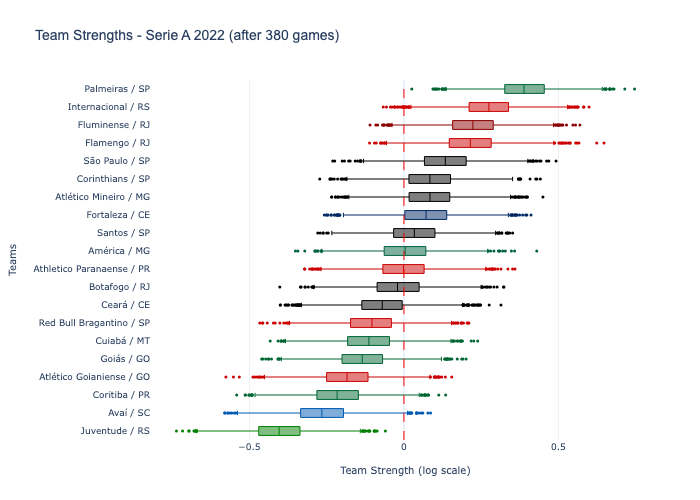 Team Strengths - Serie A 2022 (after 380 games)
Palmeiras / SP
Internacional / RS
Fluminense / RJ
Flamengo / RJ
São Paulo / SP
Corinthians / SP
Atlético Mineiro / MG
Fortaleza / CE
Santos / SP
América / MG
Athletico Paranaense / PR
Botafogo / RJ
Ceará / CE
Red Bull Bragantino / SP
Cuiabá / MT
Goiás / GO
Atlético Goianiense / GO
Coritiba / PR
Avaí / SC
Juventude / RS
Teams
−0.5
0
0.5
Team Strength (log scale)